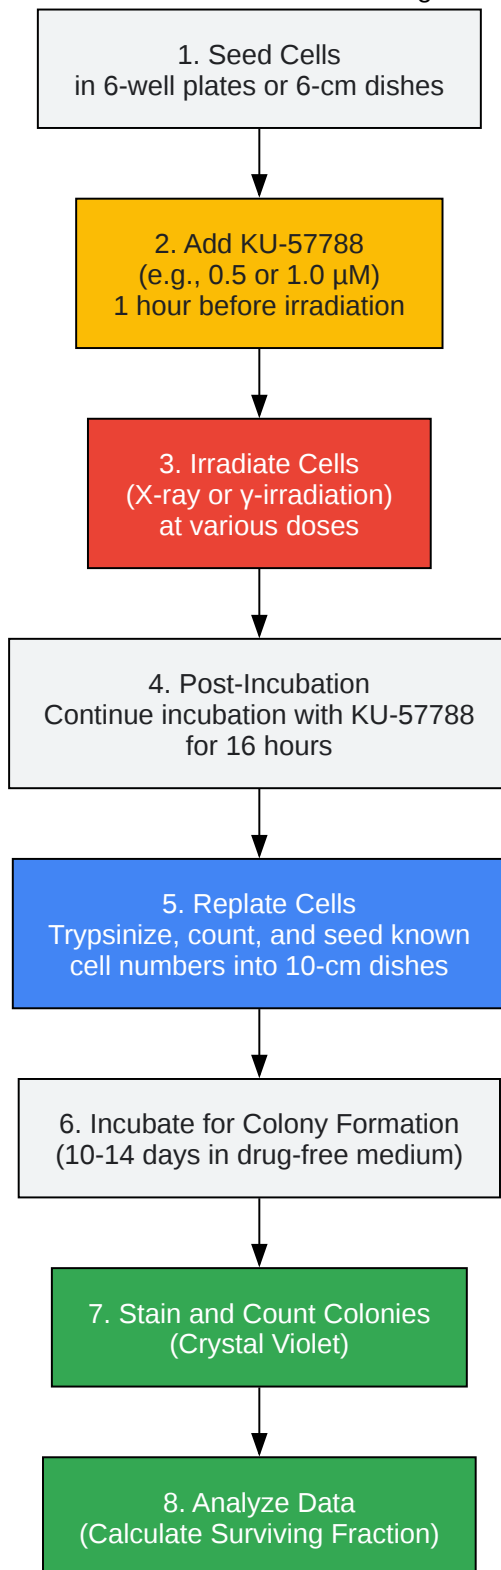 1. Seed Cells
in 6-well plates or 6-cm dishes
2. Add KU-57788
(e.g., 0.5 or 1.0 µM)
1 hour before irradiation
3. Irradiate Cells
(X-ray or γ-irradiation)
at various doses
4. Post-Incubation
Continue incubation with KU-57788
for 16 hours
5. Replate Cells
Trypsinize, count, and seed known
cell numbers into 10-cm dishes
6. Incubate for Colony Formation
(10-14 days in drug-free medium)
7. Stain and Count Colonies
(Crystal Violet)
8. Analyze Data
(Calculate Surviving Fraction)